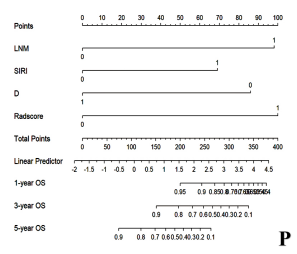 Points 0 10 20 30 40 50 60 70 80 90 100
LNM 0 1
SIRI 0 1
D 1 0
Radscore 0 1
Total Points 0 50 100 150 200 250 300 350 400
Linear Predictor -2 -1.5 -1 -0.5 0 0.5 1 1.5 2 2.5 3 3.5 4 4.5
1-year OS 0.95 0.9 0.85 0.8
3-year OS 0.9 0.8 0.7 0.6 0.5 0.4 0.3 0.2 0.1
5-year OS 0.9 0.8 0.7 0.6 0.5 0.4 0.3 0.2 0.1
P